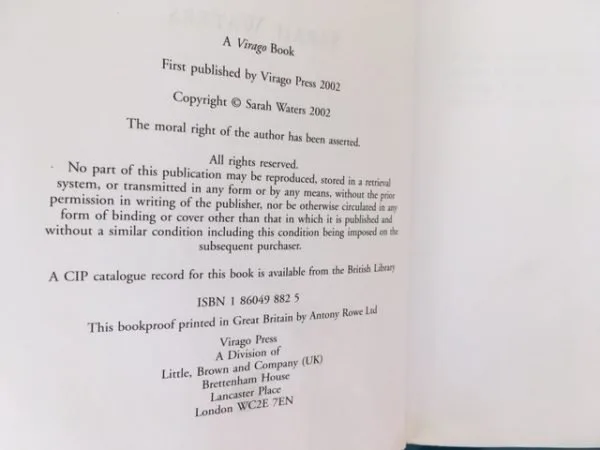 A Virago Book
First published by Virago Press 2002
Copyright © Sarah Waters 2002
The moral right of the author has been asserted.
All rights reserved.
No part of this publication may be reproduced, stored in a retrieval
system, or transmitted in any form or by any means, without the prior
permission in writing of the publisher, nor be otherwise circulated in any
form of binding or cover other than that in which it is published and
without a similar condition including this condition being imposed on the
subsequent purchaser.
A CIP catalogue record for this book is available from the British Library
ISBN 1 86049 882 5
This bookproof printed in Great Britain by Antony Rowe Ltd
Virago Press
A Division of
Little, Brown and Company (UK)
Brettenham House
Lancaster Place
London WC2E 7EN